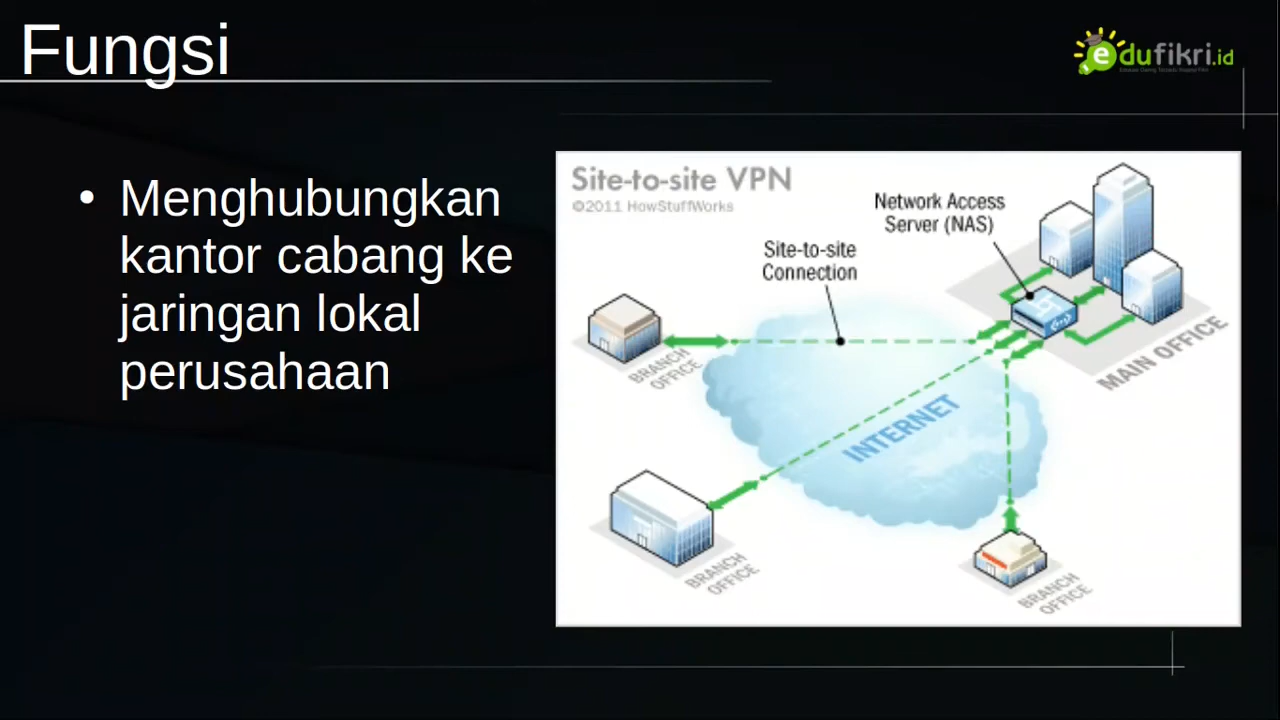 Fungsi
edufikri.id
• Menghubungkan
kantor cabang ke
jaringan lokal
perusahaan
Site-to-site VPN
©2011 HowStuffWorks
Network Access
Server (NAS)
Site-to-site
Connection
BRANCH
OFFICE
MAIN OFFICE
INTERNET
BRANCH
OFFICE
BRANCH
OFFICE